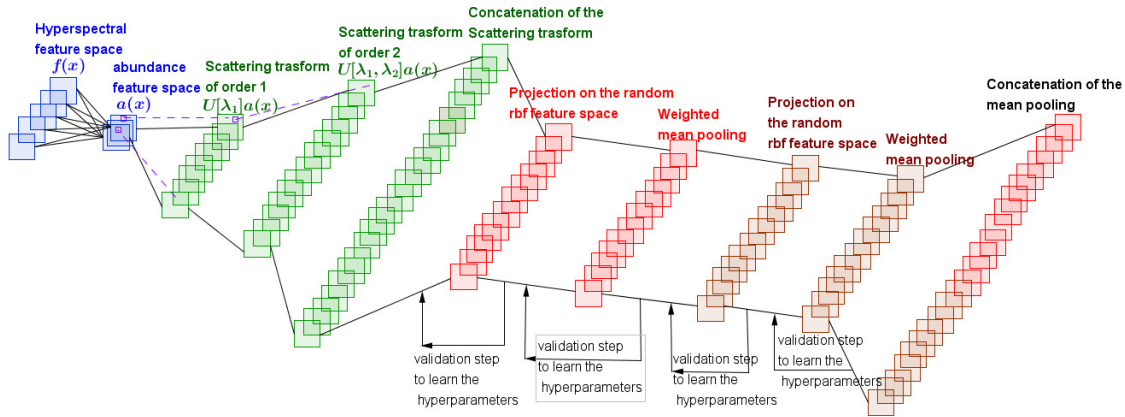 Hyperspectral
feature space
f(x)
abundance
feature space
a(x)
Scattering trasform
of order 1
U[λ₁]a(x)
Scattering trasform
of order 2
U[λ₁, λ₂]a(x)
Concatenation of the
Scattering trasform
Projection on the random
rbf feature space
Weighted
mean pooling
Projection on
the random
rbf feature space
Weighted
mean pooling
Concatenation of the
mean pooling
validation step
to learn the
hyperparameters
validation step
to learn the
hyperparameters
validation step
to learn the
hyperparameters
validation step
to learn the
hyperparameters